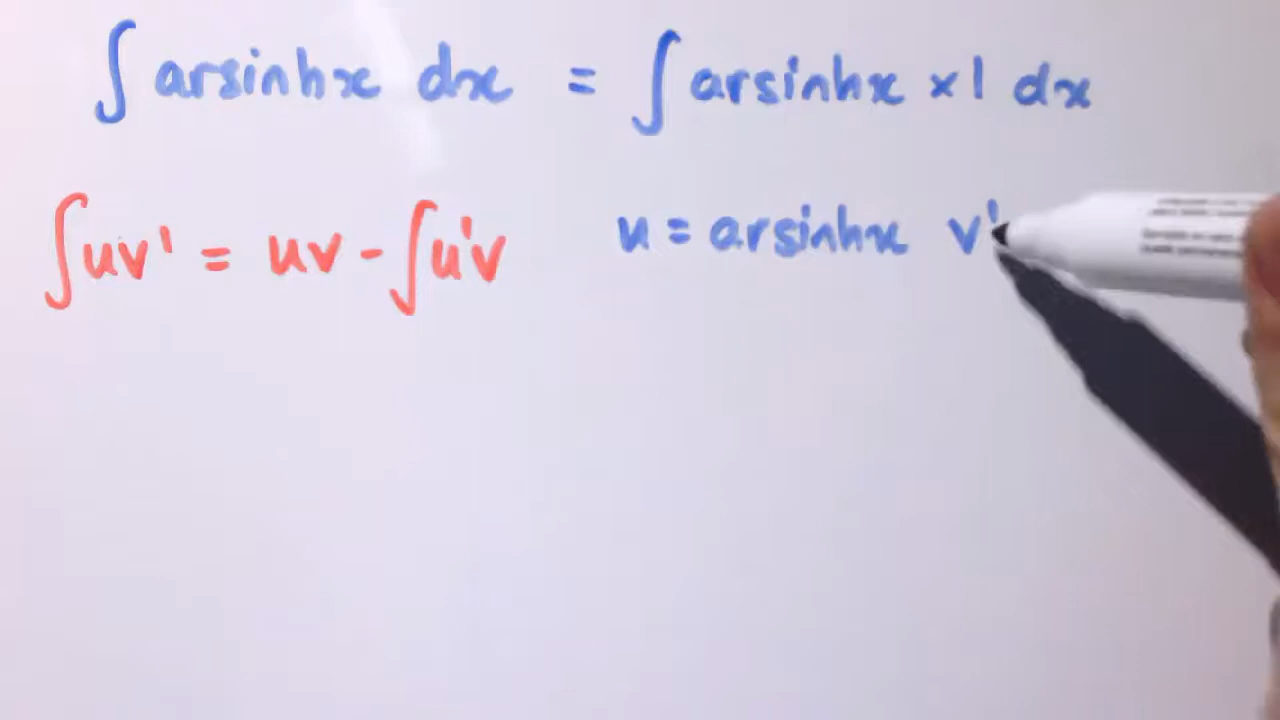 ∫ arsinhx dx = ∫ arsinhx × 1 dx
∫uv' = uv - ∫u'v u = arsinhx v'